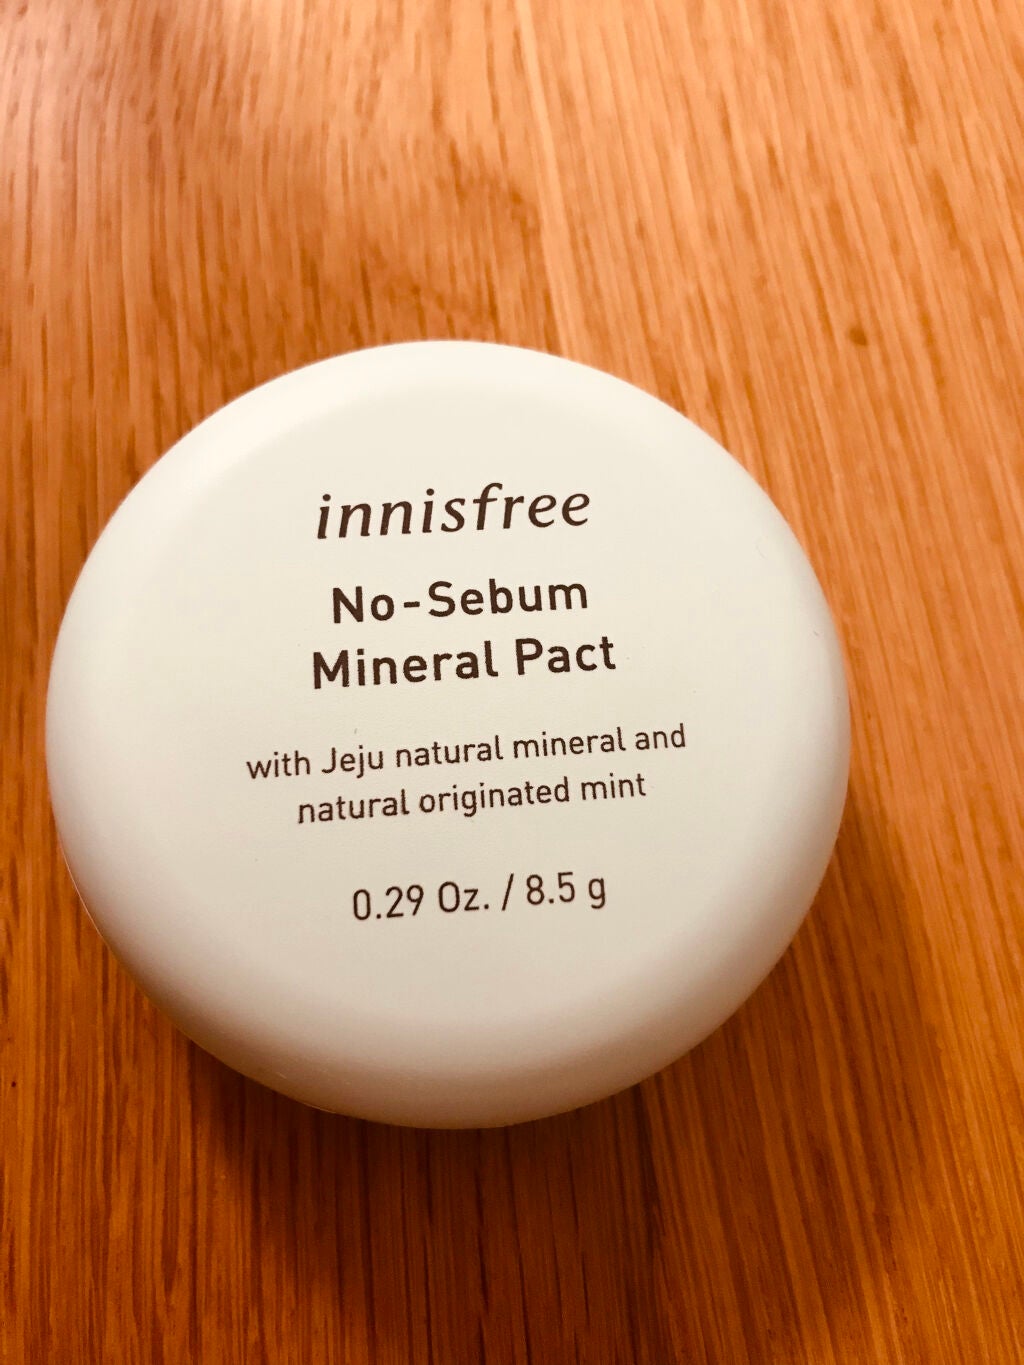 innisfree
No-Sebum
Mineral Pact
with Jeju natural mineral and
natural originated mint
0.29 Oz. / 8.5 g